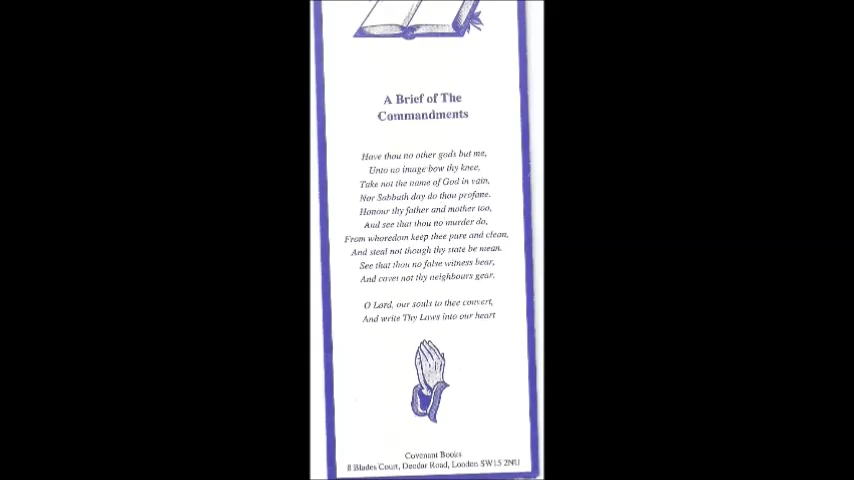 A Brief of The
Commandments
Have thou no other gods but me,
Unto no image bow thy knee,
Take not the name of God in vain,
Nor Sabbath day do thou profane.
Honour thy father and mother too,
And see that thou no murder do,
From whoredom keep thee pure and clean,
And steal not though thy state be mean.
See that thou no false witness bear,
And covet not thy neighbours gear.
O Lord, our souls to thee convert,
And write Thy Laws into our heart
Covenant Books
8 Blades Court, Deodar Road, London SW15 2NU